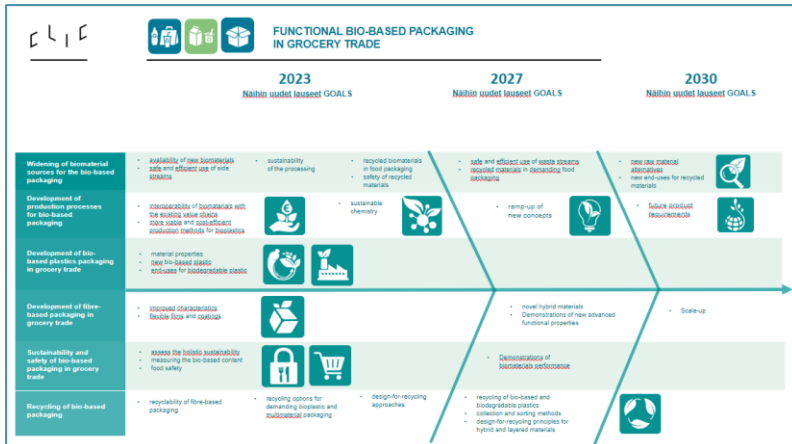 CLIC
FUNCTIONAL BIO-BASED PACKAGING
IN GROCERY TRADE
2023
Näihin uudet lauseet GOALS
2027
Näihin uudet lauseet GOALS
2030
Näihin uudet lauseet GOALS
Widening of biomaterial
sources for the bio-based
packaging
• availability of new biomaterials
• safe and efficient use of side
streams
• sustainability
of the processing
• recycled biomaterials
in food packaging
• safety of recycled
materials
• safe and efficient use of waste streams
• recycled materials in demanding food
packaging
• new raw material
alternatives
• new end-uses for recycled
materials
Development of
production processes
for bio-based
packaging
• interoperability of biomaterials with
the existing value chains
• more viable and cost-efficient
production methods for bioplastics
• sustainable
chemistry
• ramp-up of
new concepts
• future product
requirements
Development of bio-
based plastics packaging
in grocery trade
• material properties
• new bio-based plastic
• end-uses for biodegradable plastic
Development of fibre-
based packaging in
grocery trade
• improved characteristics
• flexible films and coatings
• novel hybrid materials
• Demonstrations of new advanced
functional properties
• Scale-up
Sustainability and
safety of bio-based
packaging in grocery
trade
• assess the holistic sustainability
• measuring the bio-based content
• food safety
• Demonstrations of
biomaterials performance
Recycling of bio-based
packaging
• recyclability of fibre-based
packaging
• recycling options for
demanding bioplastic and
multimaterial packaging
• design-for-recycling
approaches
• recycling of bio-based and
biodegradable plastics
• collection and sorting methods
• design-for-recycling principles for
hybrid and layered materials